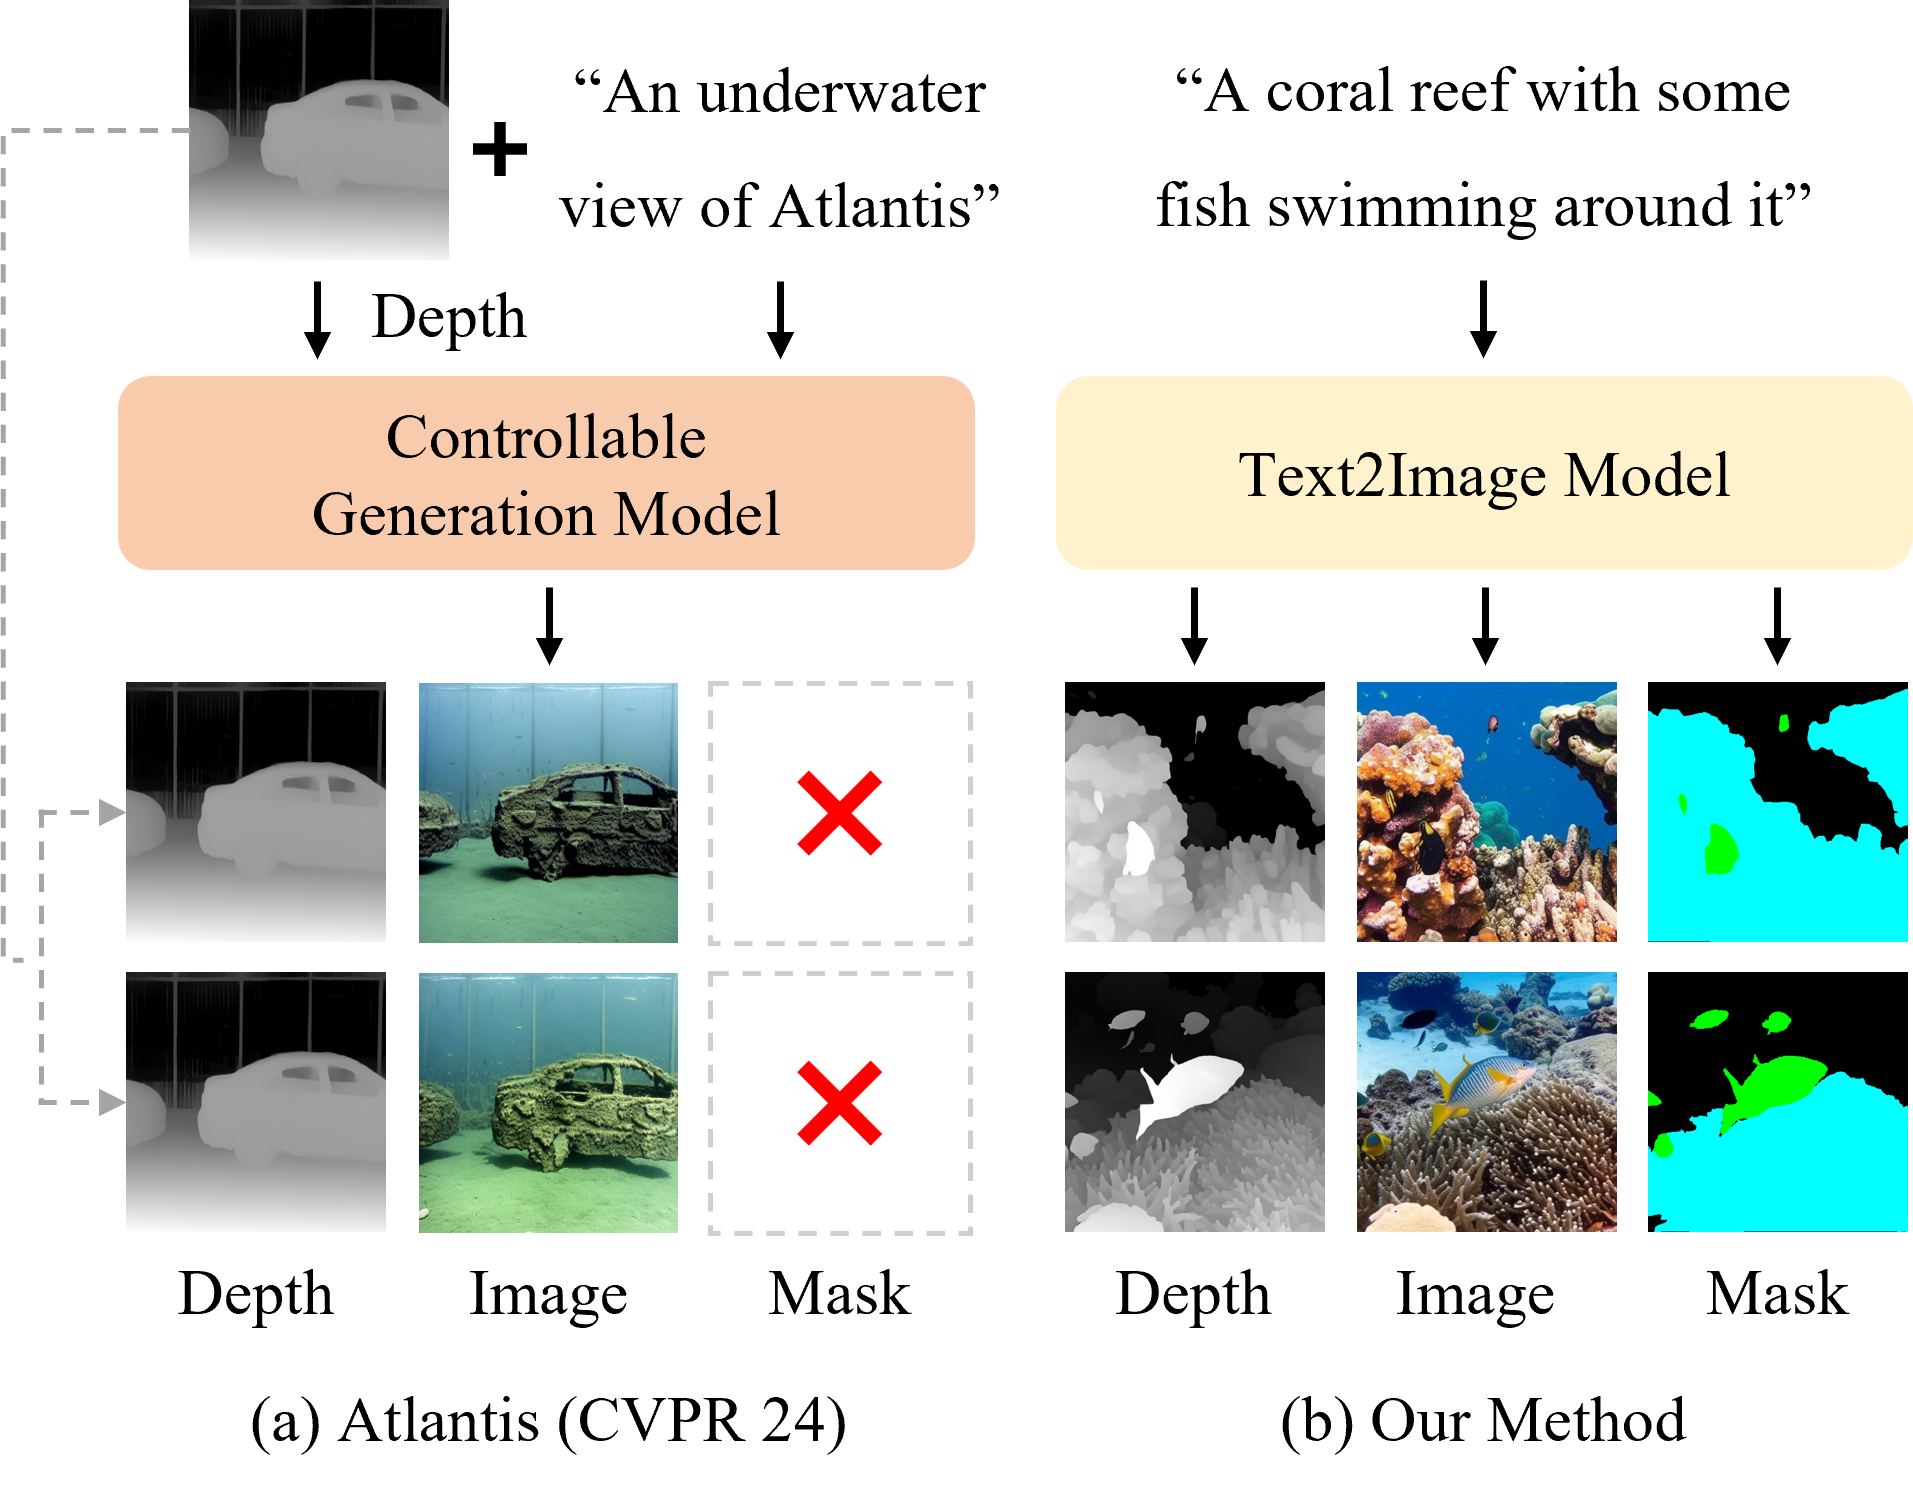 “An underwater
view of Atlantis”
Depth
Controllable
Generation Model
Depth
Image
Mask
(a) Atlantis (CVPR 24)
“A coral reef with some
fish swimming around it”
Text2Image Model
Depth
Image
Mask
(b) Our Method